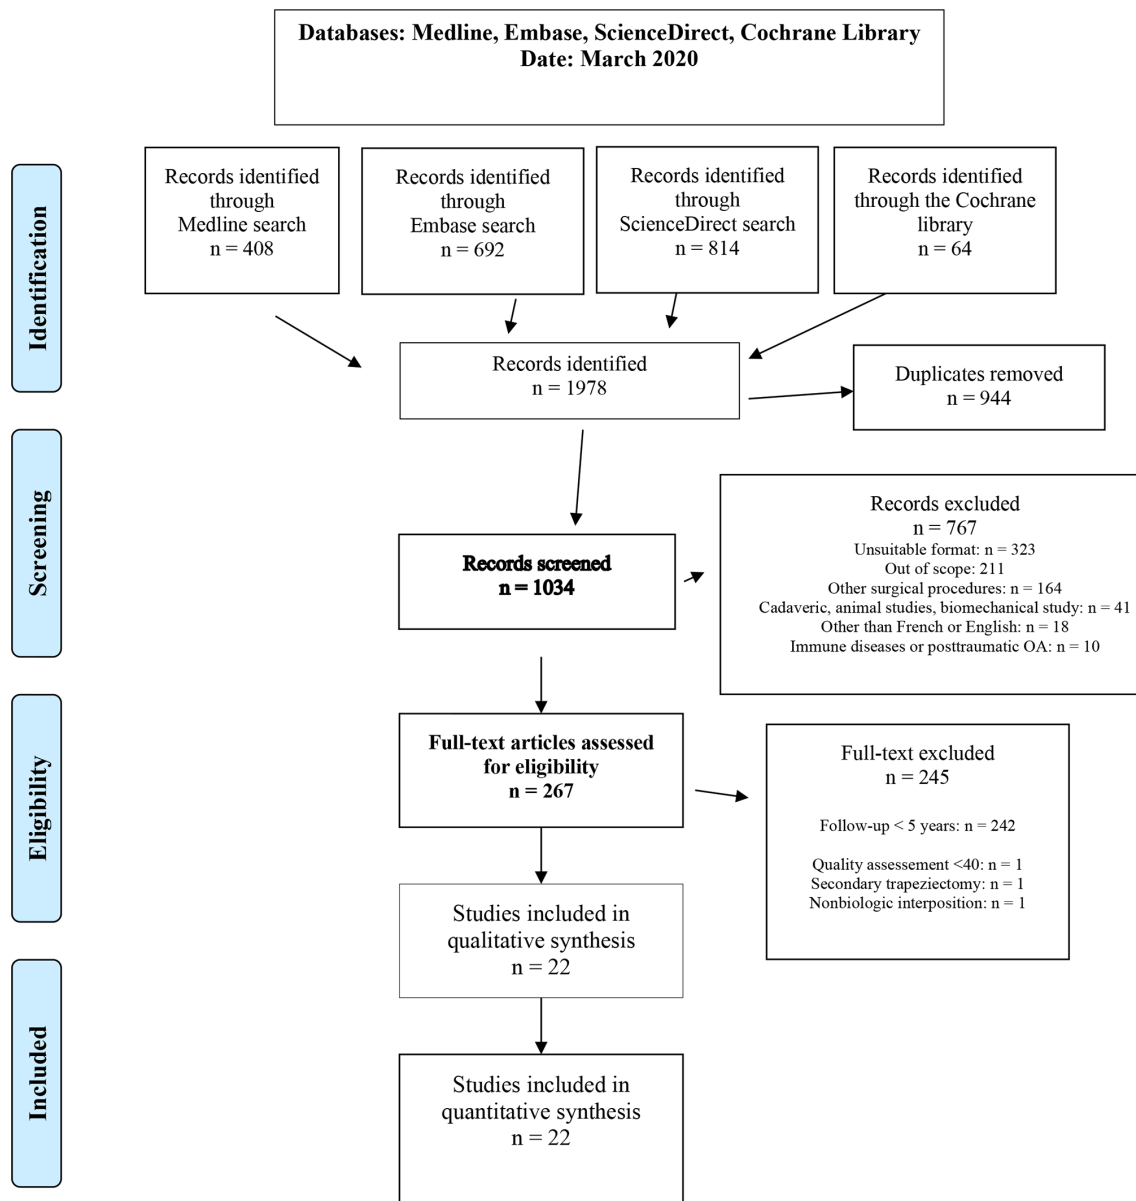 Databases: Medline, Embase, ScienceDirect, Cochrane Library
Date: March 2020
Identification
Records identified
through
Medline search
n = 408
Records identified
through
Embase search
n = 692
Records identified
through
ScienceDirect search
n = 814
Records identified
through the Cochrane
library
n = 64
Records identified
n = 1978
Duplicates removed
n = 944
Screening
Records screened
n = 1034
Records excluded
n = 767
Unsuitable format: n = 323
Out of scope: 211
Other surgical procedures: n = 164
Cadaveric, animal studies, biomechanical study: n = 41
Other than French or English: n = 18
Immune diseases or posttraumatic OA: n = 10
Eligibility
Full-text articles assessed
for eligibility
n = 267
Full-text excluded
n = 245
Follow-up < 5 years: n = 242
Quality assessement <40: n = 1
Secondary trapeziectomy: n = 1
Nonbiologic interposition: n = 1
Studies included in
qualitative synthesis
n = 22
Included
Studies included in
quantitative synthesis
n = 22